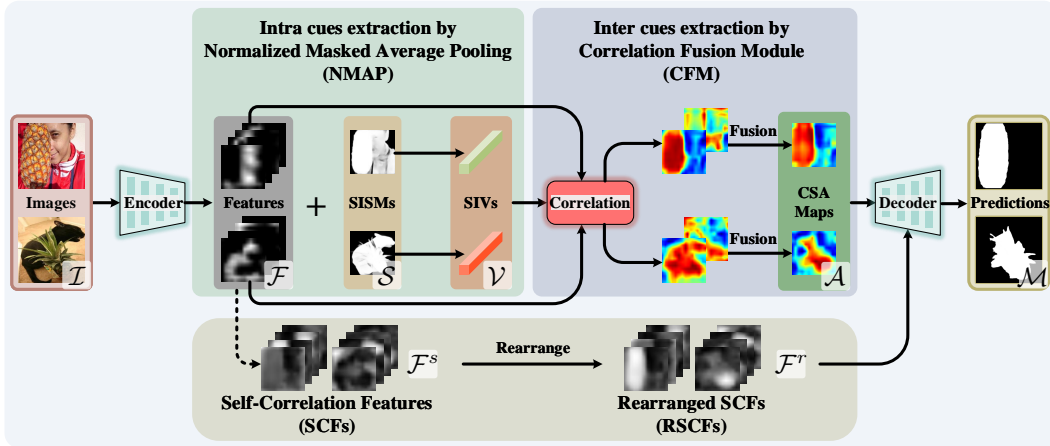 Intra cues extraction by
Normalized Masked Average Pooling
(NMAP)
Inter cues extraction by
Correlation Fusion Module
(CFM)
Images
I
Encoder
Features
F
+
SISMs
S
SIVs
V
Correlation
Fusion
Fusion
CSA
Maps
A
Decoder
Predictions
M
F^s
Rearrange
F^r
Self-Correlation Features
(SCFs)
Rearranged SCFs
(RSCFs)